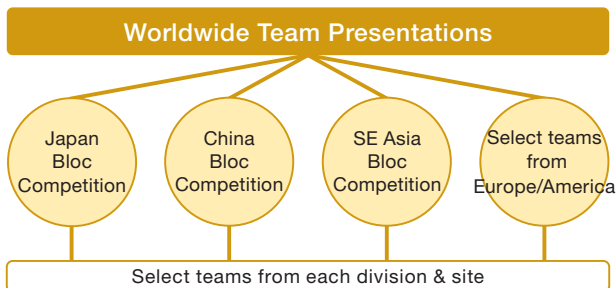 Worldwide Team Presentations
Japan
Bloc
Competition
China
Bloc
Competition
SE Asia
Bloc
Competition
Select teams
from
Europe/America
Select teams from each division & site